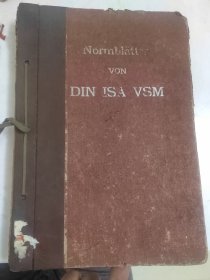 Normblätter
VON
DIN ISA VSM